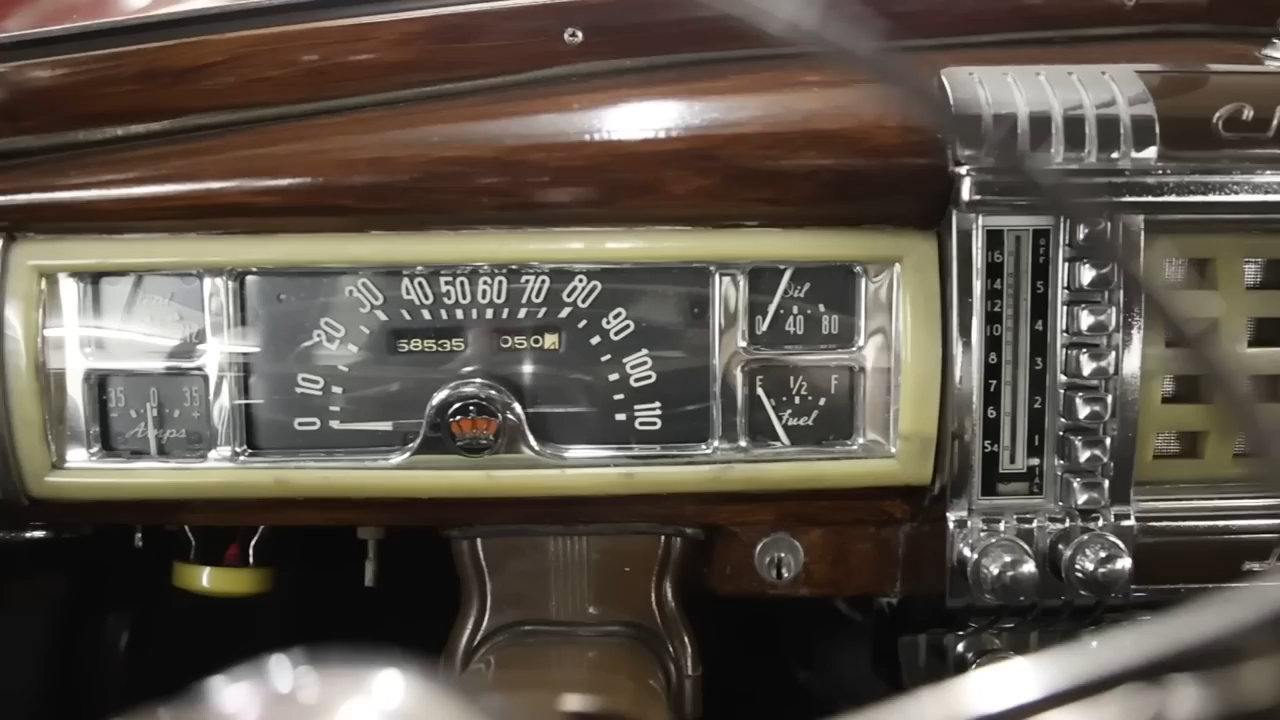 35 0 35
- +
Amps
0 10 20 30 40 50 60 70 80 90 100 110
58535 050
Oil
0 40 80
E 1/2 F
Fuel
OFF
16 14 12 10 8 7 6 54
5 4 3 2 1
DIAL